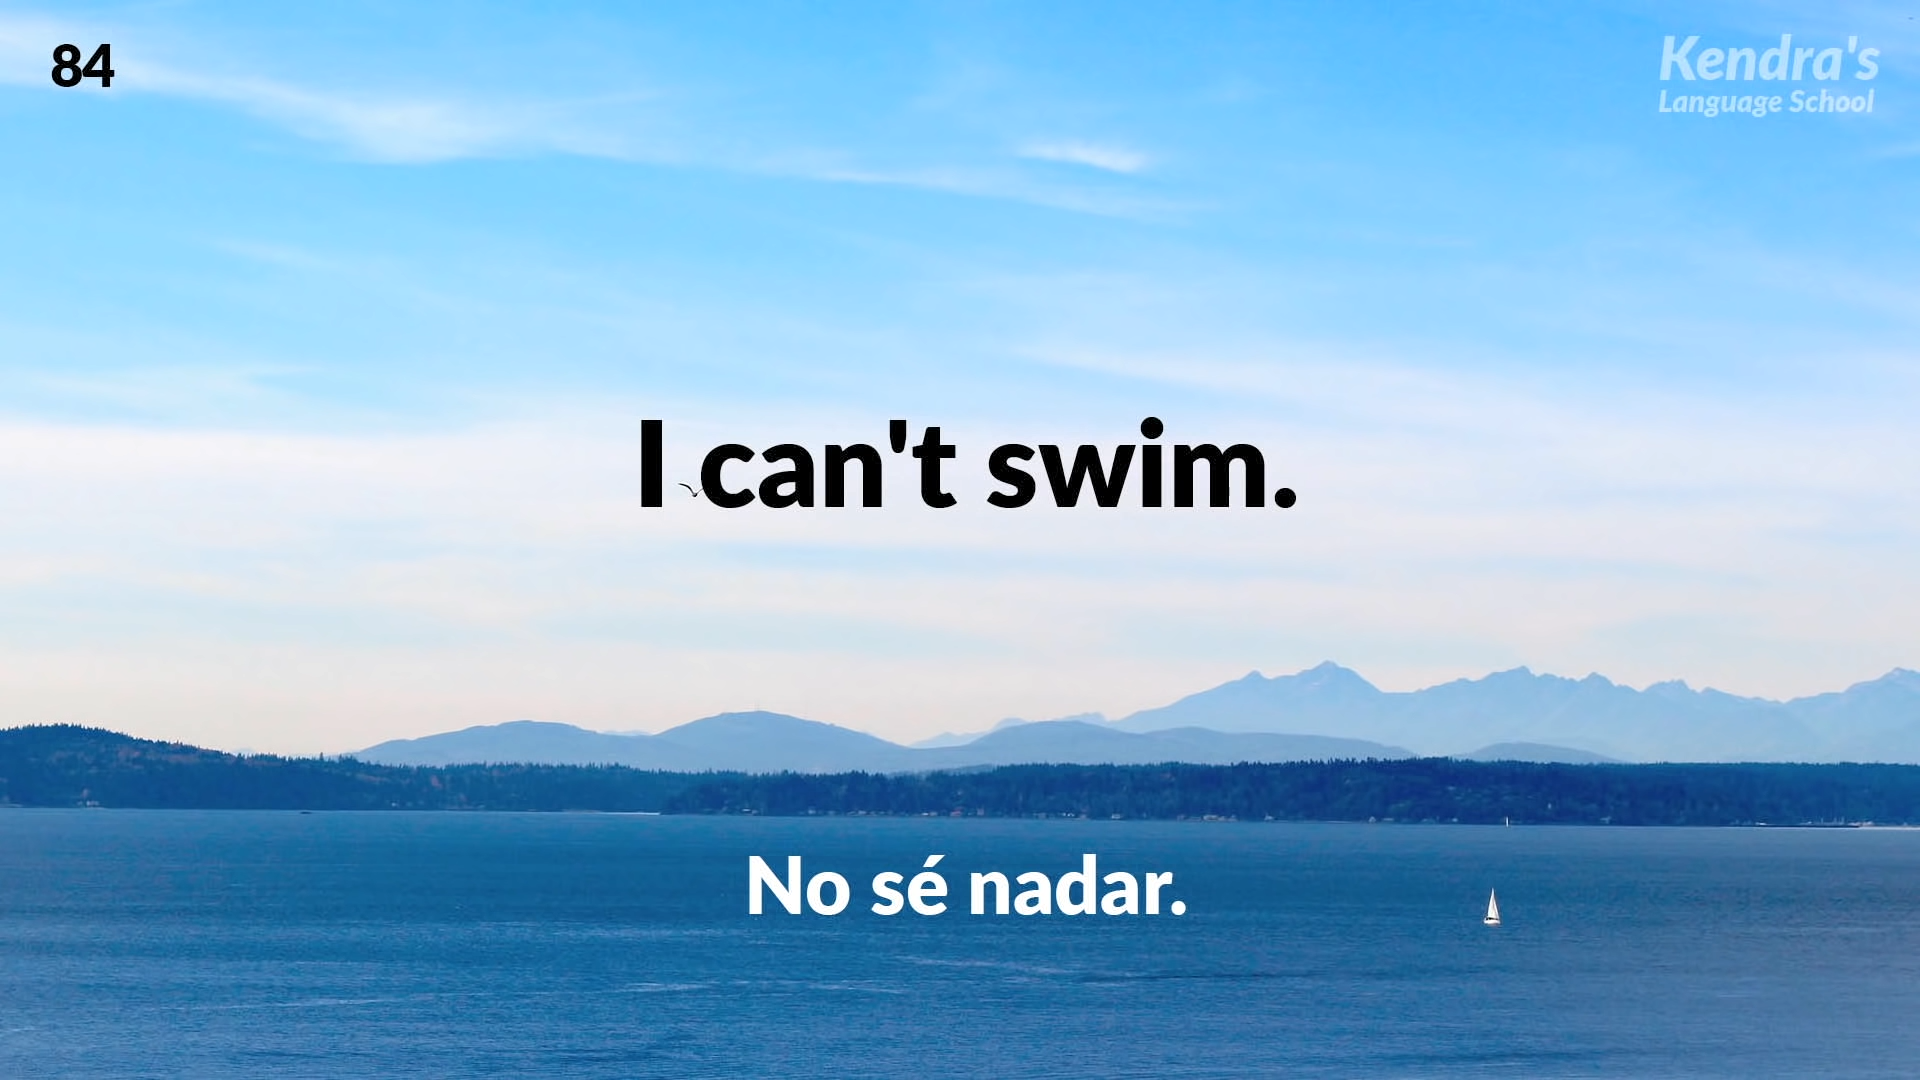 84
Kendra's
Language School
I can't swim.
No sé nadar.